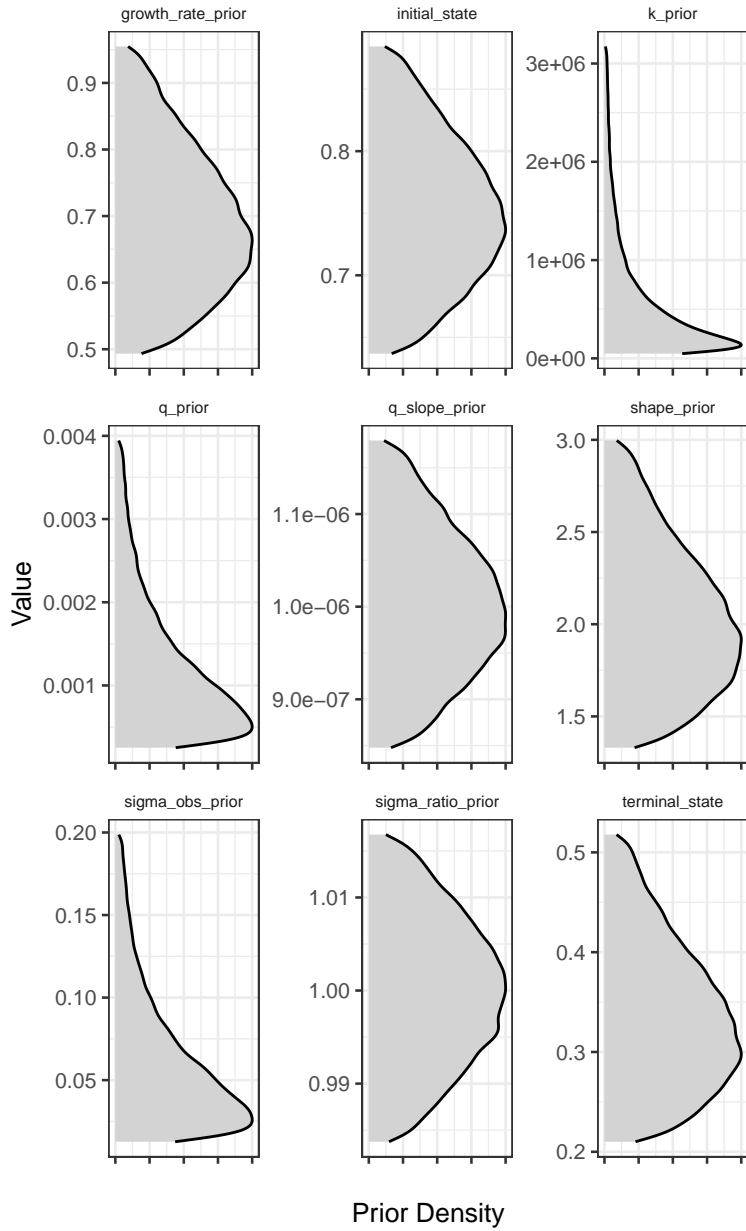 growth_rate_prior
initial_state
k_prior
0.9
0.8
0.7
0.6
0.5
0.8
0.7
3e+06
2e+06
1e+06
0e+00
q_prior
q_slope_prior
shape_prior
0.004
0.003
0.002
0.001
1.1e−06
1.0e−06
9.0e−07
3.0
2.5
2.0
1.5
sigma_obs_prior
sigma_ratio_prior
terminal_state
0.20
0.15
0.10
0.05
1.01
1.00
0.99
0.5
0.4
0.3
0.2
Value
Prior Density